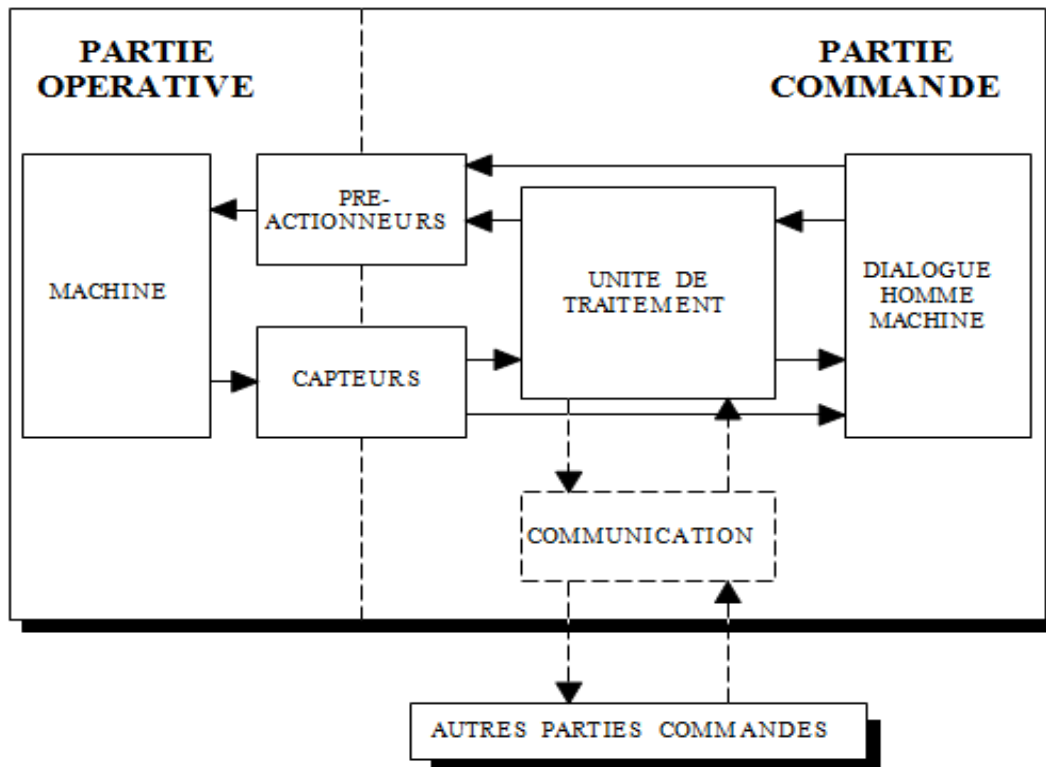 PARTIE
OPERATIVE
PARTIE
COMMANDE
PRE-
ACTIONNEURS
MACHINE
UNITE DE
TRAITEMENT
DIALOGUE
HOMME
MACHINE
CAPTEURS
COMMUNICATION
AUTRES PARTIES COMMANDES